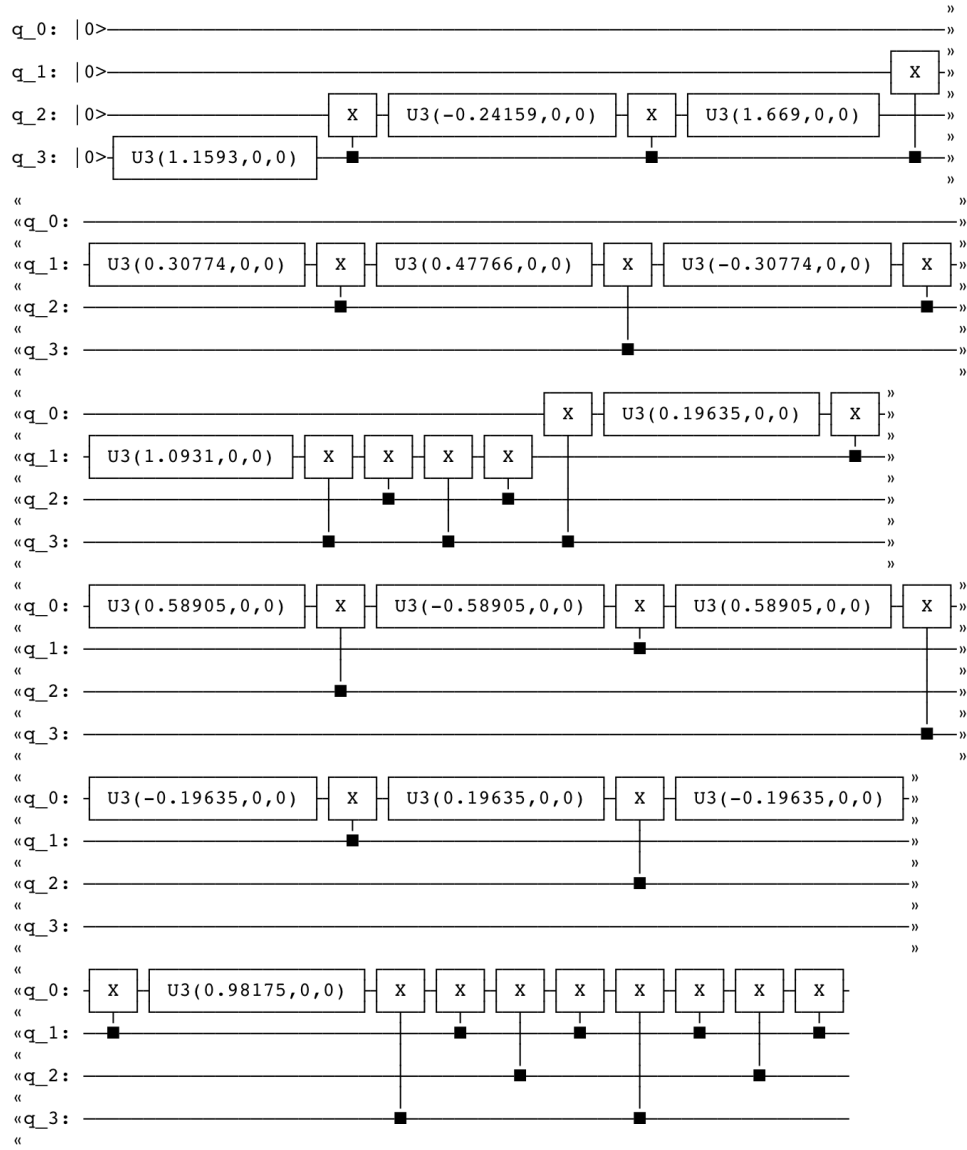 »
q_0: |0>»
»
q_1: |0> X »
»
q_2: |0> X U3(-0.24159,0,0) X U3(1.669,0,0) »
»
q_3: |0> U3(1.1593,0,0) »
»
« »
«q_0: »
« »
«q_1: U3(0.30774,0,0) X U3(0.47766,0,0) X U3(-0.30774,0,0) X »
« »
«q_2: »
« »
«q_3: »
« »
« »
«q_0: X U3(0.19635,0,0) X »
« »
«q_1: U3(1.0931,0,0) X X X X »
« »
«q_2: »
« »
«q_3: »
« »
« »
«q_0: U3(0.58905,0,0) X U3(-0.58905,0,0) X U3(0.58905,0,0) X »
« »
«q_1: »
« »
«q_2: »
« »
«q_3: »
« »
« »
«q_0: U3(-0.19635,0,0) X U3(0.19635,0,0) X U3(-0.19635,0,0) »
« »
«q_1: »
« »
«q_2: »
« »
«q_3: »
« »
«
«q_0: X U3(0.98175,0,0) X X X X X X X X
«
«q_1:
«
«q_2:
«
«q_3:
«